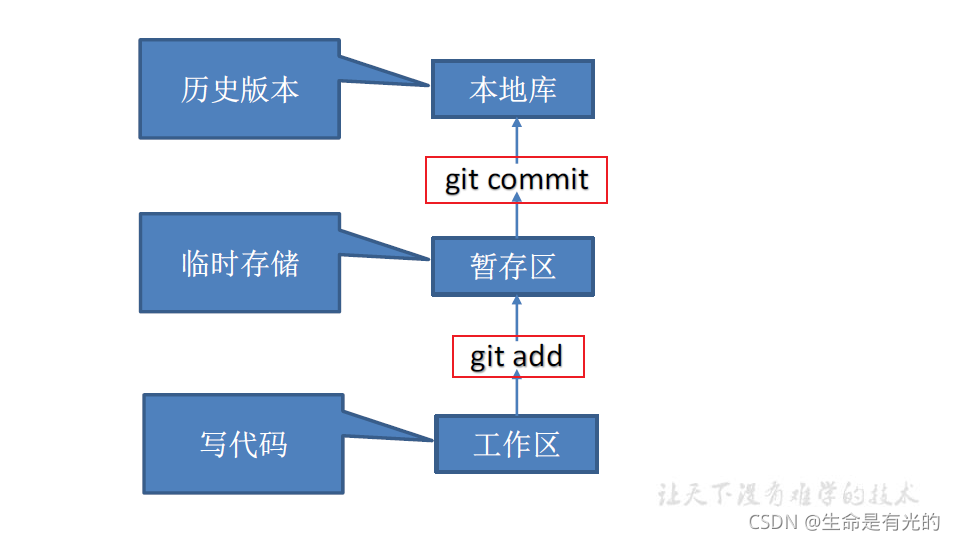 历史版本
本地库
git commit
临时存储
暂存区
git add
写代码
工作区
让天下没有难学的技术
CSDN @生命是有光的